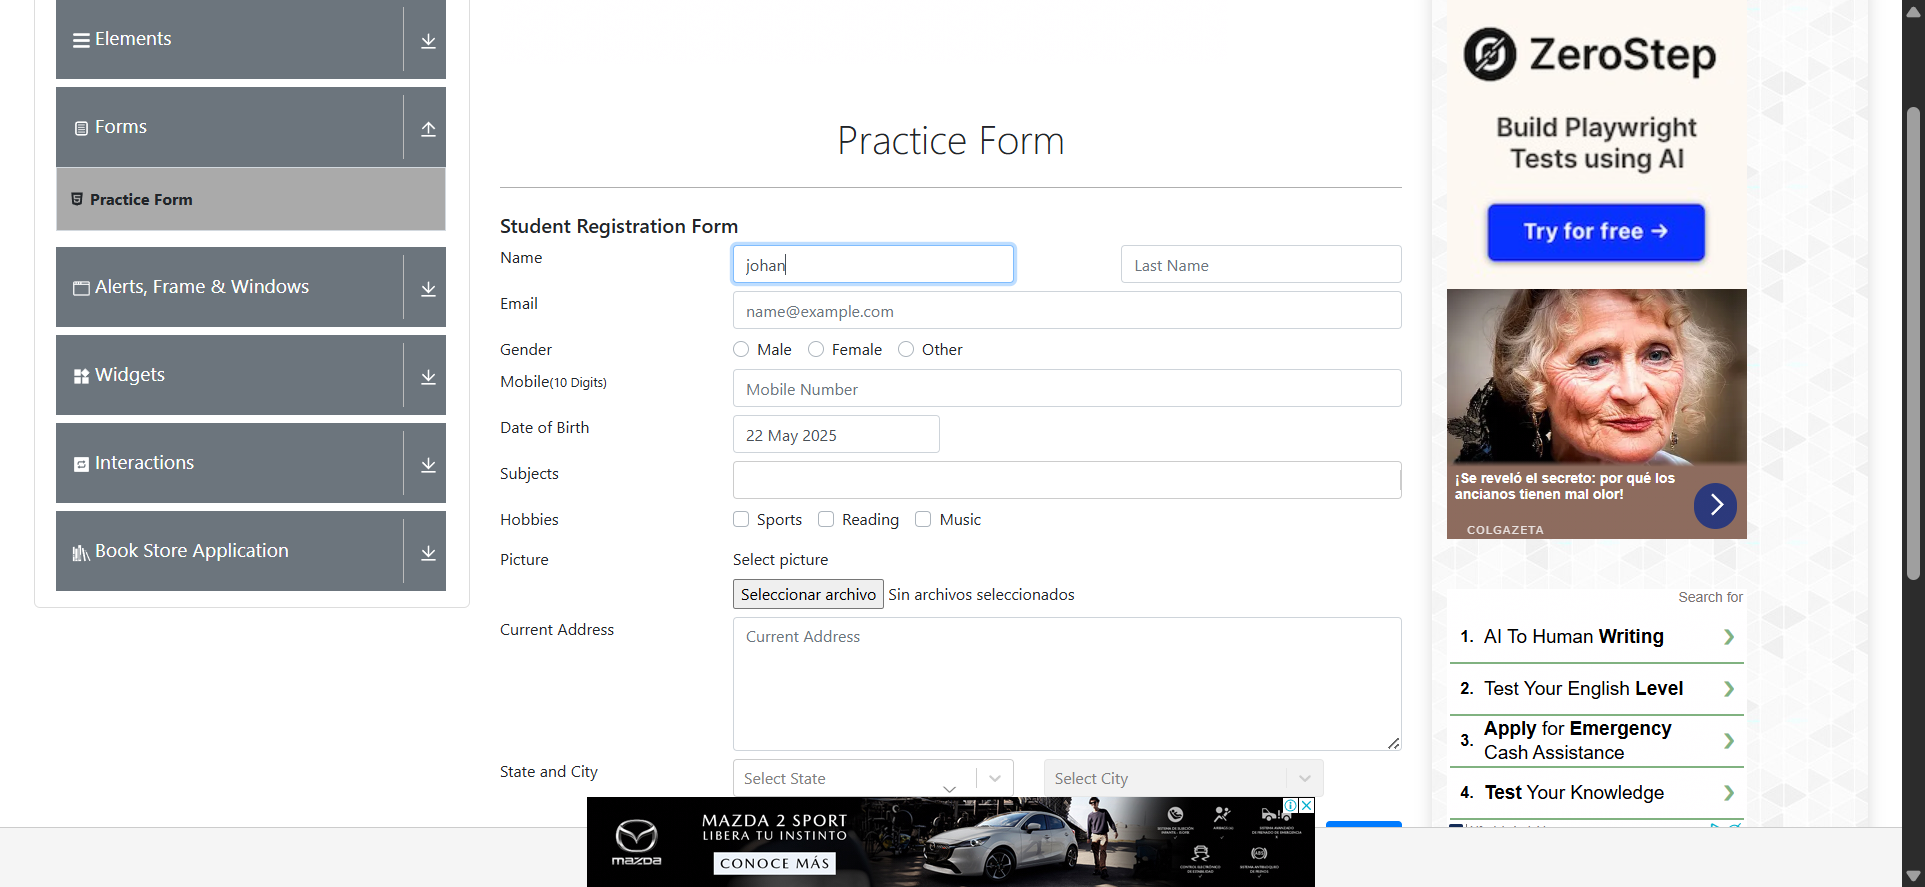 Elements
Forms
Practice Form
Alerts, Frame & Windows
Widgets
Interactions
Book Store Application
Practice Form
Student Registration Form
Name
johan
Last Name
Email
name@example.com
Gender
Male
Female
Other
Mobile(10 Digits)
Mobile Number
Date of Birth
22 May 2025
Subjects
Hobbies
Sports
Reading
Music
Picture
Select picture
Seleccionar archivo
Sin archivos seleccionados
Current Address
Current Address
State and City
Select State
Select City
ZeroStep
Build Playwright
Tests using AI
Try for free →
¡Se reveló el secreto: por qué los
ancianos tienen mal olor!
COLGAZETA
Search for
1. AI To Human Writing
2. Test Your English Level
3. Apply for Emergency
Cash Assistance
4. Test Your Knowledge
mazda
MAZDA 2 SPORT
LIBERA TU INSTINTO
CONOCE MÁS